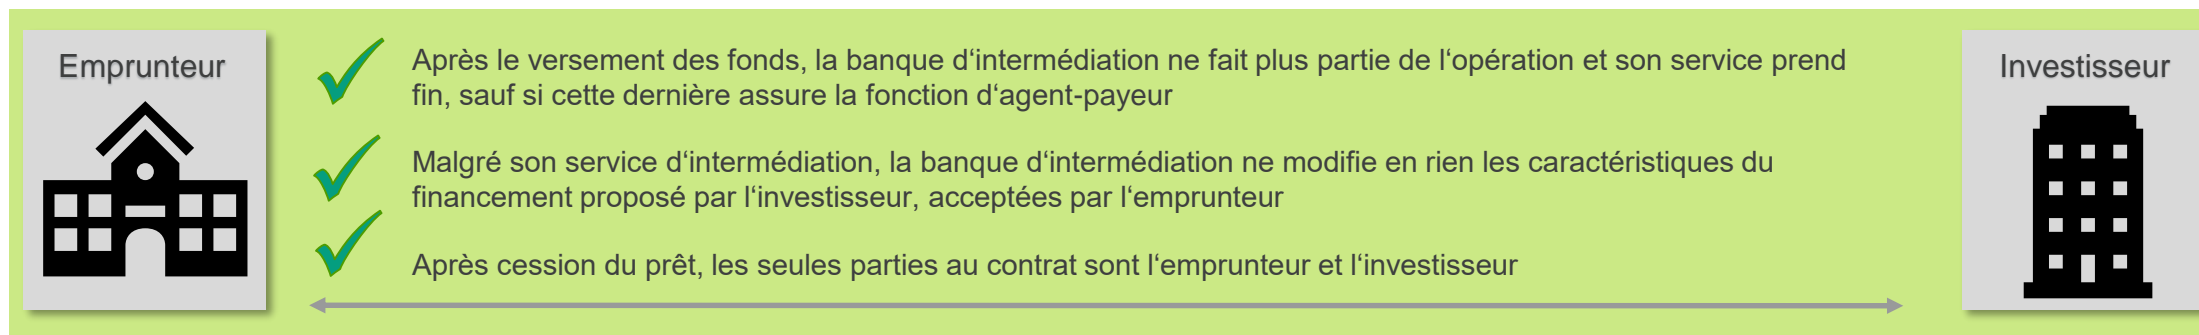 Emprunteur
Après le versement des fonds, la banque d‘intermédiation ne fait plus partie de l‘opération et son service prend
fin, sauf si cette dernière assure la fonction d‘agent-payeur
Malgré son service d‘intermédiation, la banque d‘intermédiation ne modifie en rien les caractéristiques du
financement proposé par l‘investisseur, acceptées par l‘emprunteur
Après cession du prêt, les seules parties au contrat sont l‘emprunteur et l‘investisseur
Investisseur